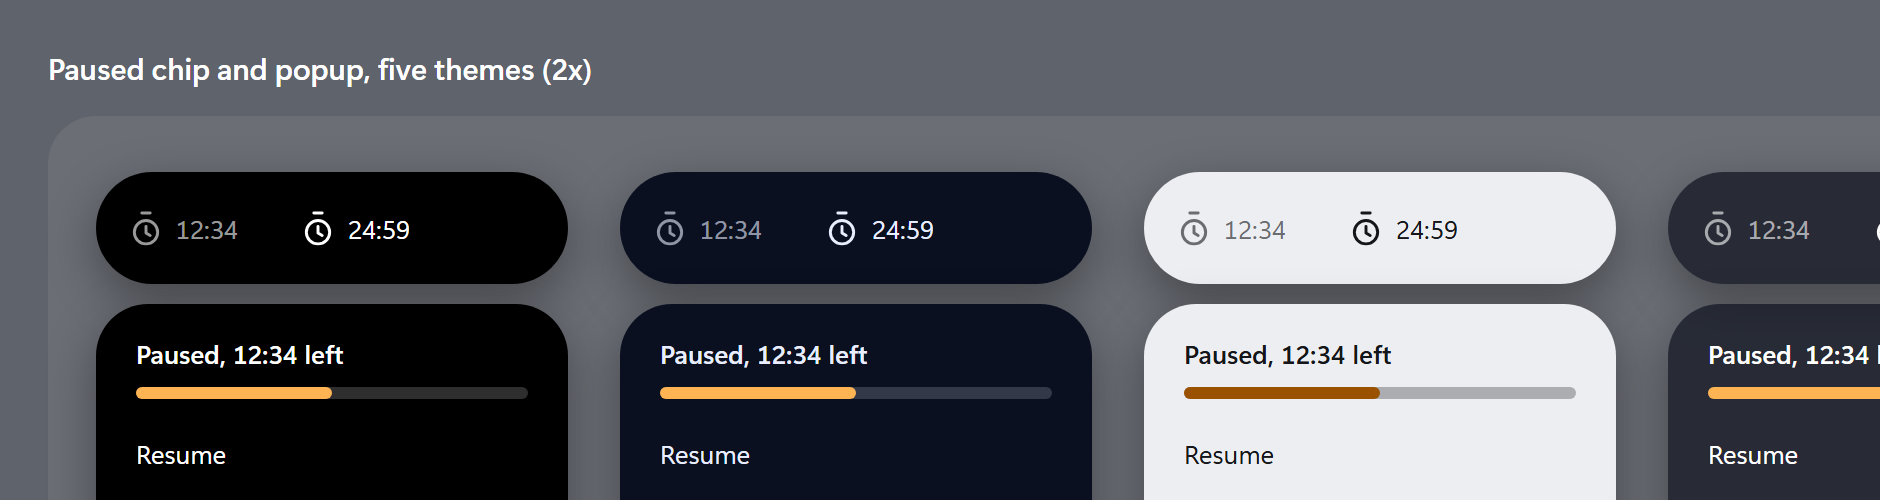 Paused chip and popup, five themes (2x)
12:34 24:59
12:34 24:59
12:34 24:59
12:34
Paused, 12:34 left
Paused, 12:34 left
Paused, 12:34 left
Paused, 12:34
Resume
Resume
Resume
Resume